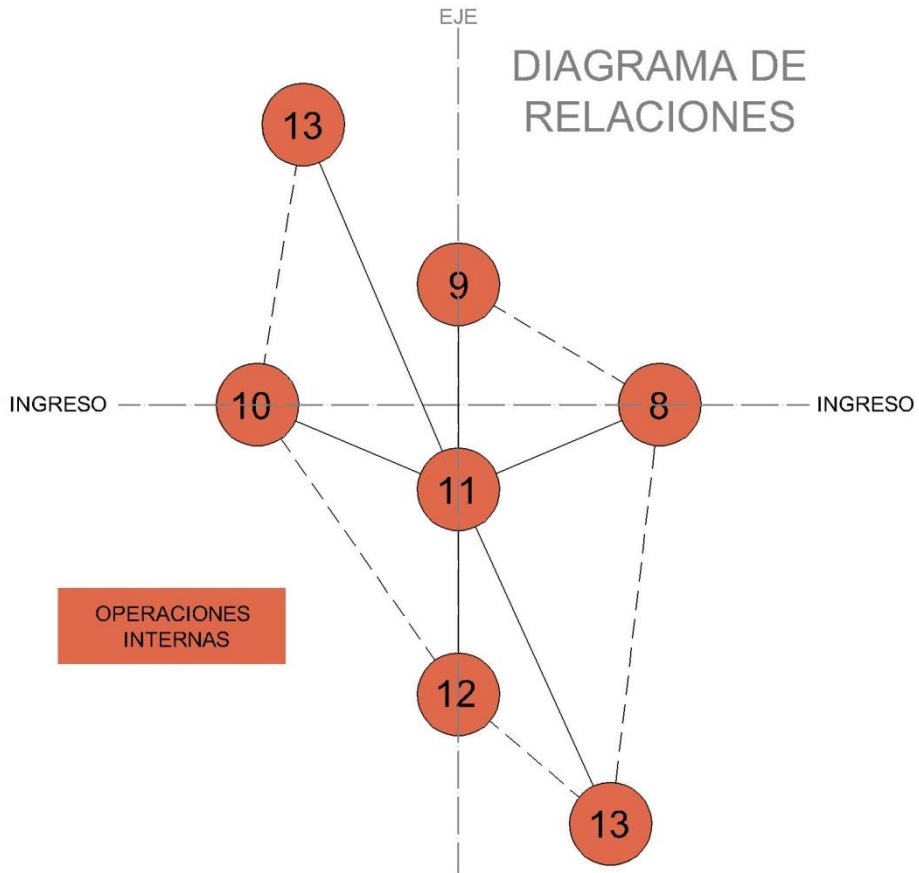 EJE
DIAGRAMA DE
RELACIONES
13
9
INGRESO
10
8
INGRESO
11
OPERACIONES
INTERNAS
12
13